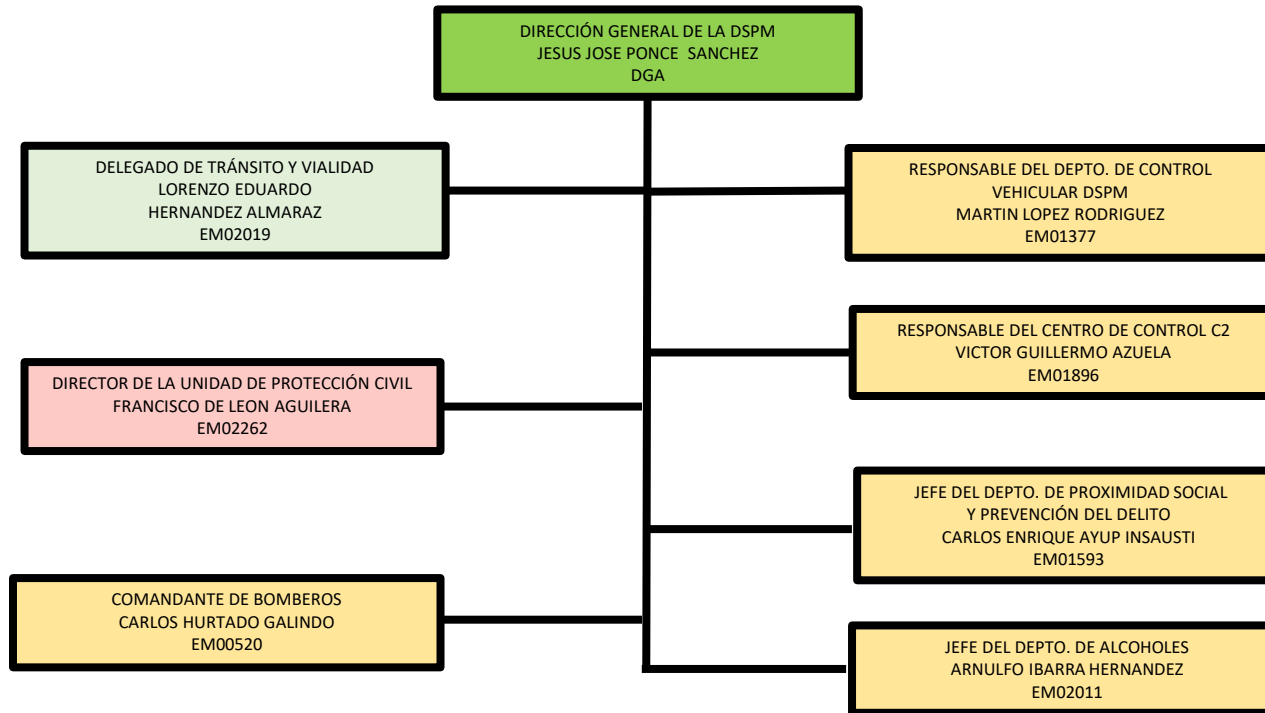 DIRECCIÓN GENERAL DE LA DSPM
JESUS JOSE PONCE  SANCHEZ
DGA
DELEGADO DE TRÁNSITO Y VIALIDAD
LORENZO EDUARDO
HERNANDEZ ALMARAZ
EM02019
RESPONSABLE DEL DEPTO. DE CONTROL
VEHICULAR DSPM
MARTIN LOPEZ RODRIGUEZ
EM01377
RESPONSABLE DEL CENTRO DE CONTROL C2
VICTOR GUILLERMO AZUELA
EM01896
DIRECTOR DE LA UNIDAD DE PROTECCIÓN CIVIL
FRANCISCO DE LEON AGUILERA
EM02262
JEFE DEL DEPTO. DE PROXIMIDAD SOCIAL
Y PREVENCIÓN DEL DELITO
CARLOS ENRIQUE AYUP INSAUSTI
EM01593
COMANDANTE DE BOMBEROS
CARLOS HURTADO GALINDO
EM00520
JEFE DEL DEPTO. DE ALCOHOLES
ARNULFO IBARRA HERNANDEZ
EM02011